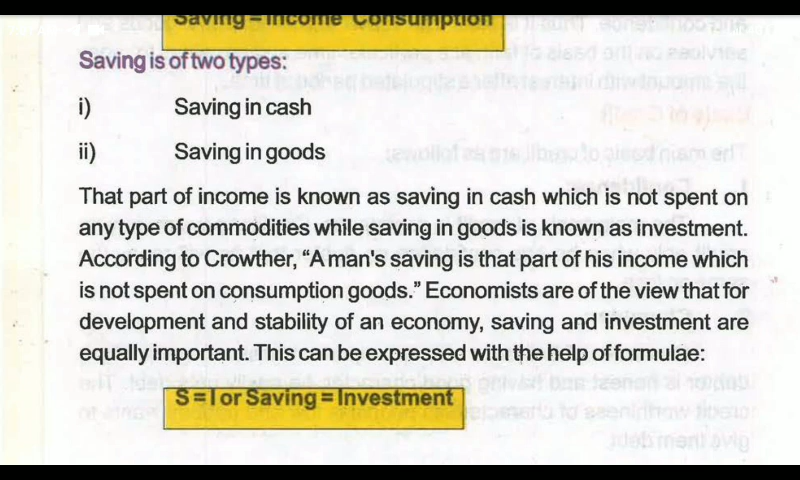 Saving = Income Consumption
Saving is of two types:
i) Saving in cash
ii) Saving in goods
That part of income is known as saving in cash which is not spent on
any type of commodities while saving in goods is known as investment.
According to Crowther, “A man's saving is that part of his income which
is not spent on consumption goods.” Economists are of the view that for
development and stability of an economy, saving and investment are
equally important. This can be expressed with the help of formulae:
S = I or Saving = Investment